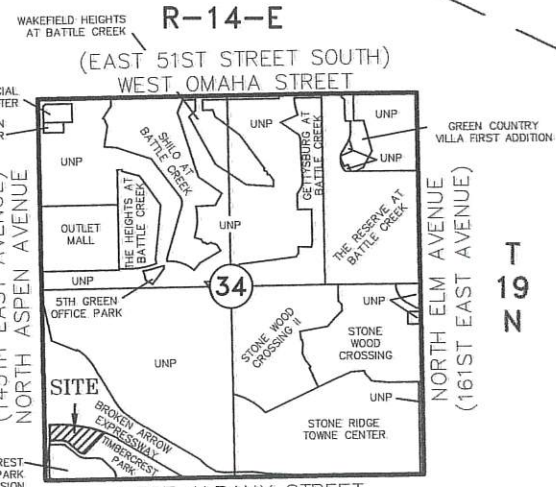 WAKEFIELD HEIGHTS
AT BATTLE CREEK
R-14-E
(EAST 51ST STREET SOUTH)
WEST OMAHA STREET
UNP
SHILO AT
BATTLE CREEK
UNP
GETTYSBURG AT
BATTLE CREEK
UNP
GREEN COUNTRY
VILLA FIRST ADDITION
UNP
THE HEIGHTS AT
BATTLE CREEK
OUTLET
MALL
UNP
THE RESERVE AT
BATTLE CREEK
NORTH ASPEN AVENUE
NORTH ELM AVENUE
(161ST EAST AVENUE)
T
19
N
UNP
34
5TH GREEN
OFFICE PARK
UNP
STONE WOOD
CROSSING II
STONE
WOOD
CROSSING
UNP
UNP
SITE
BROKEN ARROW
EXPRESSWAY
TIMBERCREST
PARK
STONE RIDGE
TOWNE CENTER
PARK
STREET